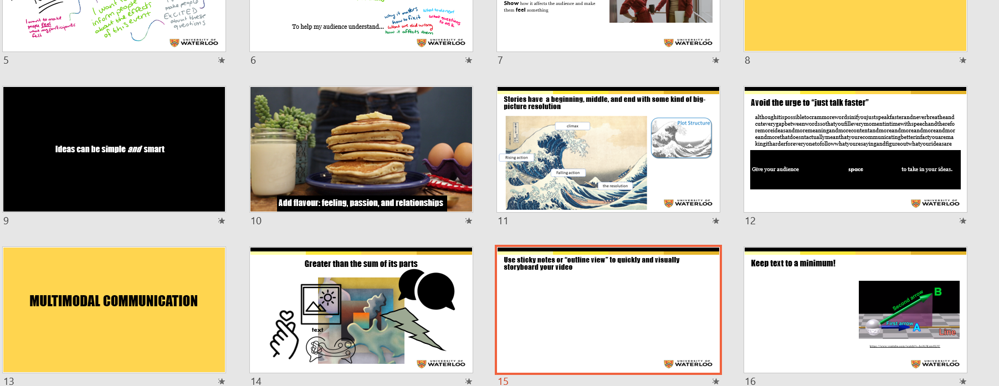 I want to make
people feel
what my participants
felt
I want to
inform people
about the effects
of this event
make people
EXCITED
about these
questions
UNIVERSITY OF
WATERLOO
5
To help my audience understand...
why it matters
how to fix it
what to do next
what questions
to ask
what we did wrong
how it affects them
UNIVERSITY OF
WATERLOO
6
Show how it affects the audience and make
them feel something
UNIVERSITY OF
WATERLOO
7
8
Ideas can be simple and smart
9
Add flavour: feeling, passion, and relationships
10
Stories have a beginning, middle, and end with some kind of big-
picture resolution
climax
Rising action
Falling action
the resolution
Plot Structure
UNIVERSITY OF
WATERLOO
11
Avoid the urge to “just talk faster”
althoughitispossibletocrammorewordsinifyoujustspeakfasterandneverbreatheand
cuteverygapbetweenwordssothatyoufilleverymomentintimewithspeechandtherefo
remoreideasandmoremeaningandmorecontentandmoreandmoreandmoreandmor
eandmorethatdoesntactuallymeanthatyourecommunicatingbetterinfactyouarema
kingitharderforeveryonetofollowwhatyouresayingandfigureoutwhatyourideasare
Give your audience space to take in your ideas.
UNIVERSITY OF
WATERLOO
12
MULTIMODAL COMMUNICATION
13
Greater than the sum of its parts
text
UNIVERSITY OF
WATERLOO
14
Use sticky notes or “outline view” to quickly and visually
storyboard your video
UNIVERSITY OF
WATERLOO
15
Keep text to a minimum!
Second arrow
B
First arrow
A
Line
UNIVERSITY OF
WATERLOO
16